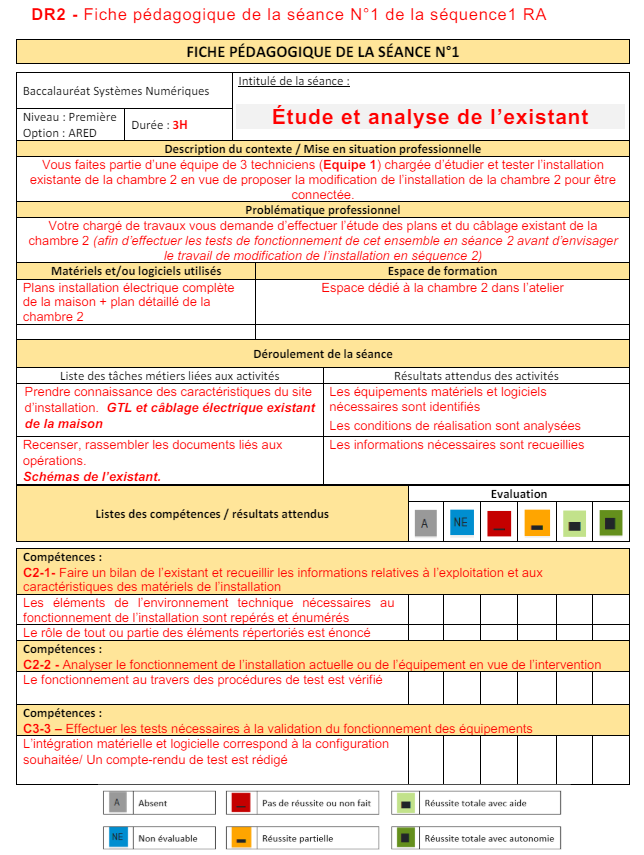 DR2 - Fiche pédagogique de la séance N°1 de la séquence1 RA
FICHE PÉDAGOGIQUE DE LA SÉANCE N°1
Baccalauréat Systèmes Numériques
Intitulé de la séance :
Niveau : Première
Option : ARED
Durée : 3H
Étude et analyse de l'existant
Description du contexte / Mise en situation professionnelle
Vous faites partie d'une équipe de 3 techniciens (Equipe 1) chargée d'étudier et tester l'installation
existante de la chambre 2 en vue de proposer la modification de l'installation de la chambre 2 pour être
connectée.
Problématique professionnel
Votre chargé de travaux vous demande d'effectuer l'étude des plans et du câblage existant de la
chambre 2 (afin d'effectuer les tests de fonctionnement de cet ensemble en séance 2 avant d'envisager
le travail de modification de l'installation en séquence 2)
Matériels et/ou logiciels utilisés
Espace de formation
Plans installation électrique complète
de la maison + plan détaillé de la
chambre 2
Espace dédié à la chambre 2 dans l'atelier
Déroulement de la séance
Liste des tâches métiers liées aux activités
Résultats attendus des activités
Prendre connaissance des caractéristiques du site
d'installation. GTL et câblage électrique existant
de la maison
Les équipements matériels et logiciels
nécessaires sont identifiés
Les conditions de réalisation sont analysées
Recenser, rassembler les documents liés aux
opérations.
Schémas de l'existant.
Les informations nécessaires sont recueillies
Listes des compétences / résultats attendus
Evaluation
A NE
Compétences :
C2-1- Faire un bilan de l'existant et recueillir les informations relatives à l'exploitation et aux
caractéristiques des matériels de l'installation
Les éléments de l'environnement technique nécessaires au
fonctionnement de l'installation sont repérés et énumérés
Le rôle de tout ou partie des éléments répertoriés est énoncé
Compétences :
C2-2 - Analyser le fonctionnement de l'installation actuelle ou de l'équipement en vue de l'intervention
Le fonctionnement au travers des procédures de test est vérifié
Compétences :
C3-3 – Effectuer les tests nécessaires à la validation du fonctionnement des équipements
L'intégration matérielle et logicielle correspond à la configuration
souhaitée/ Un compte-rendu de test est rédigé
A Absent
Pas de réussite ou non fait
Réussite totale avec aide
NE Non évaluable
Réussite partielle
Réussite totale avec autonomie